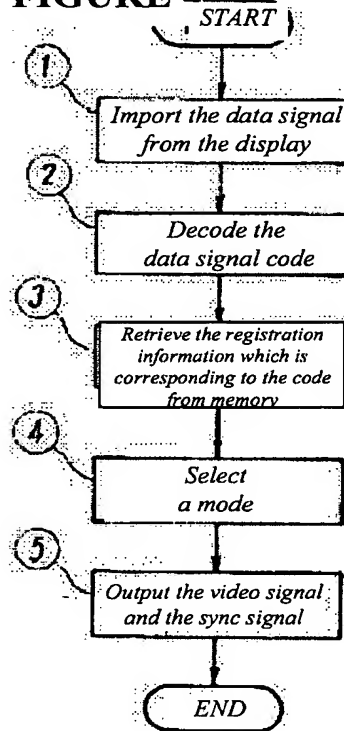 FIGURE
START
1
Import the data signal
from the display
2
Decode the
data signal code
3
Retrieve the registration
information which is
corresponding to the code
from memory
4
Select
a mode
5
Output the video signal
and the sync signal
END